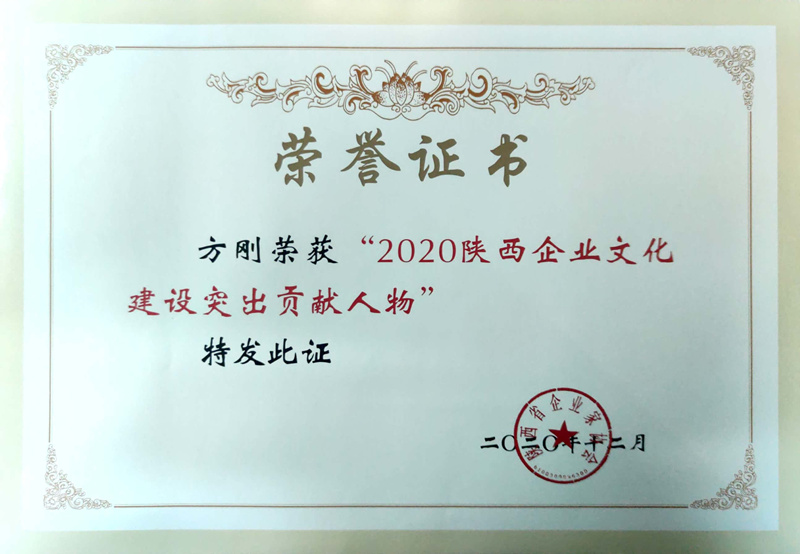 荣誉证书
方刚荣获“2020陕西企业文化
建设突出贡献人物”
特发此证
陕西省企业家协会
二〇二〇年十二月